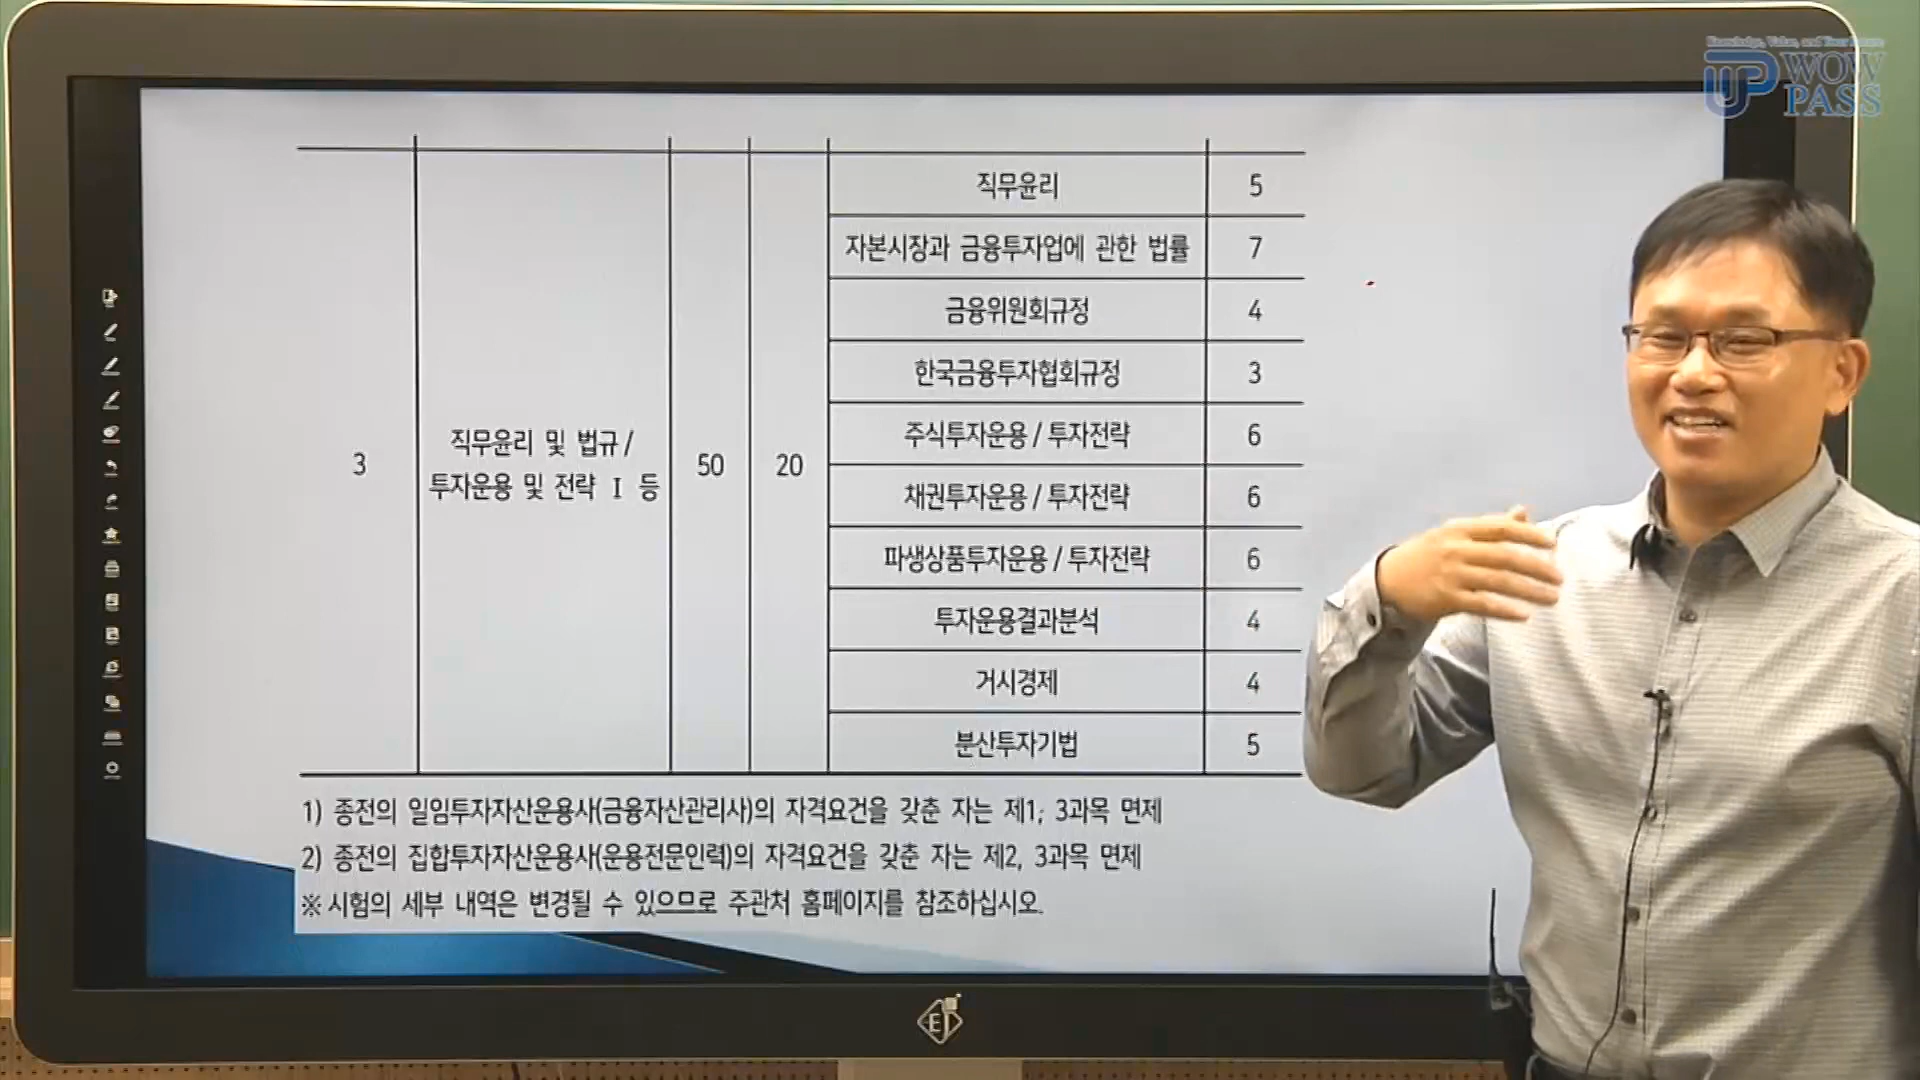 WOW
PASS
직무윤리 5
자본시장과 금융투자업에 관한 법률 7
금융위원회규정 4
한국금융투자협회규정 3
주식투자운용 / 투자전략 6
3 직무윤리 및 법규 / 50 20
투자운용 및 전략 Ⅰ 등
채권투자운용 / 투자전략 6
파생상품투자운용 / 투자전략 6
투자운용결과분석 4
거시경제 4
분산투자기법 5
1) 종전의 일임투자자산운용사(금융자산관리사)의 자격요건을 갖춘 자는 제1, 3과목 면제
2) 종전의 집합투자자산운용사(운용전문인력)의 자격요건을 갖춘 자는 제2, 3과목 면제
※ 시험의 세부 내역은 변경될 수 있으므로 주관처 홈페이지를 참조하십시오.